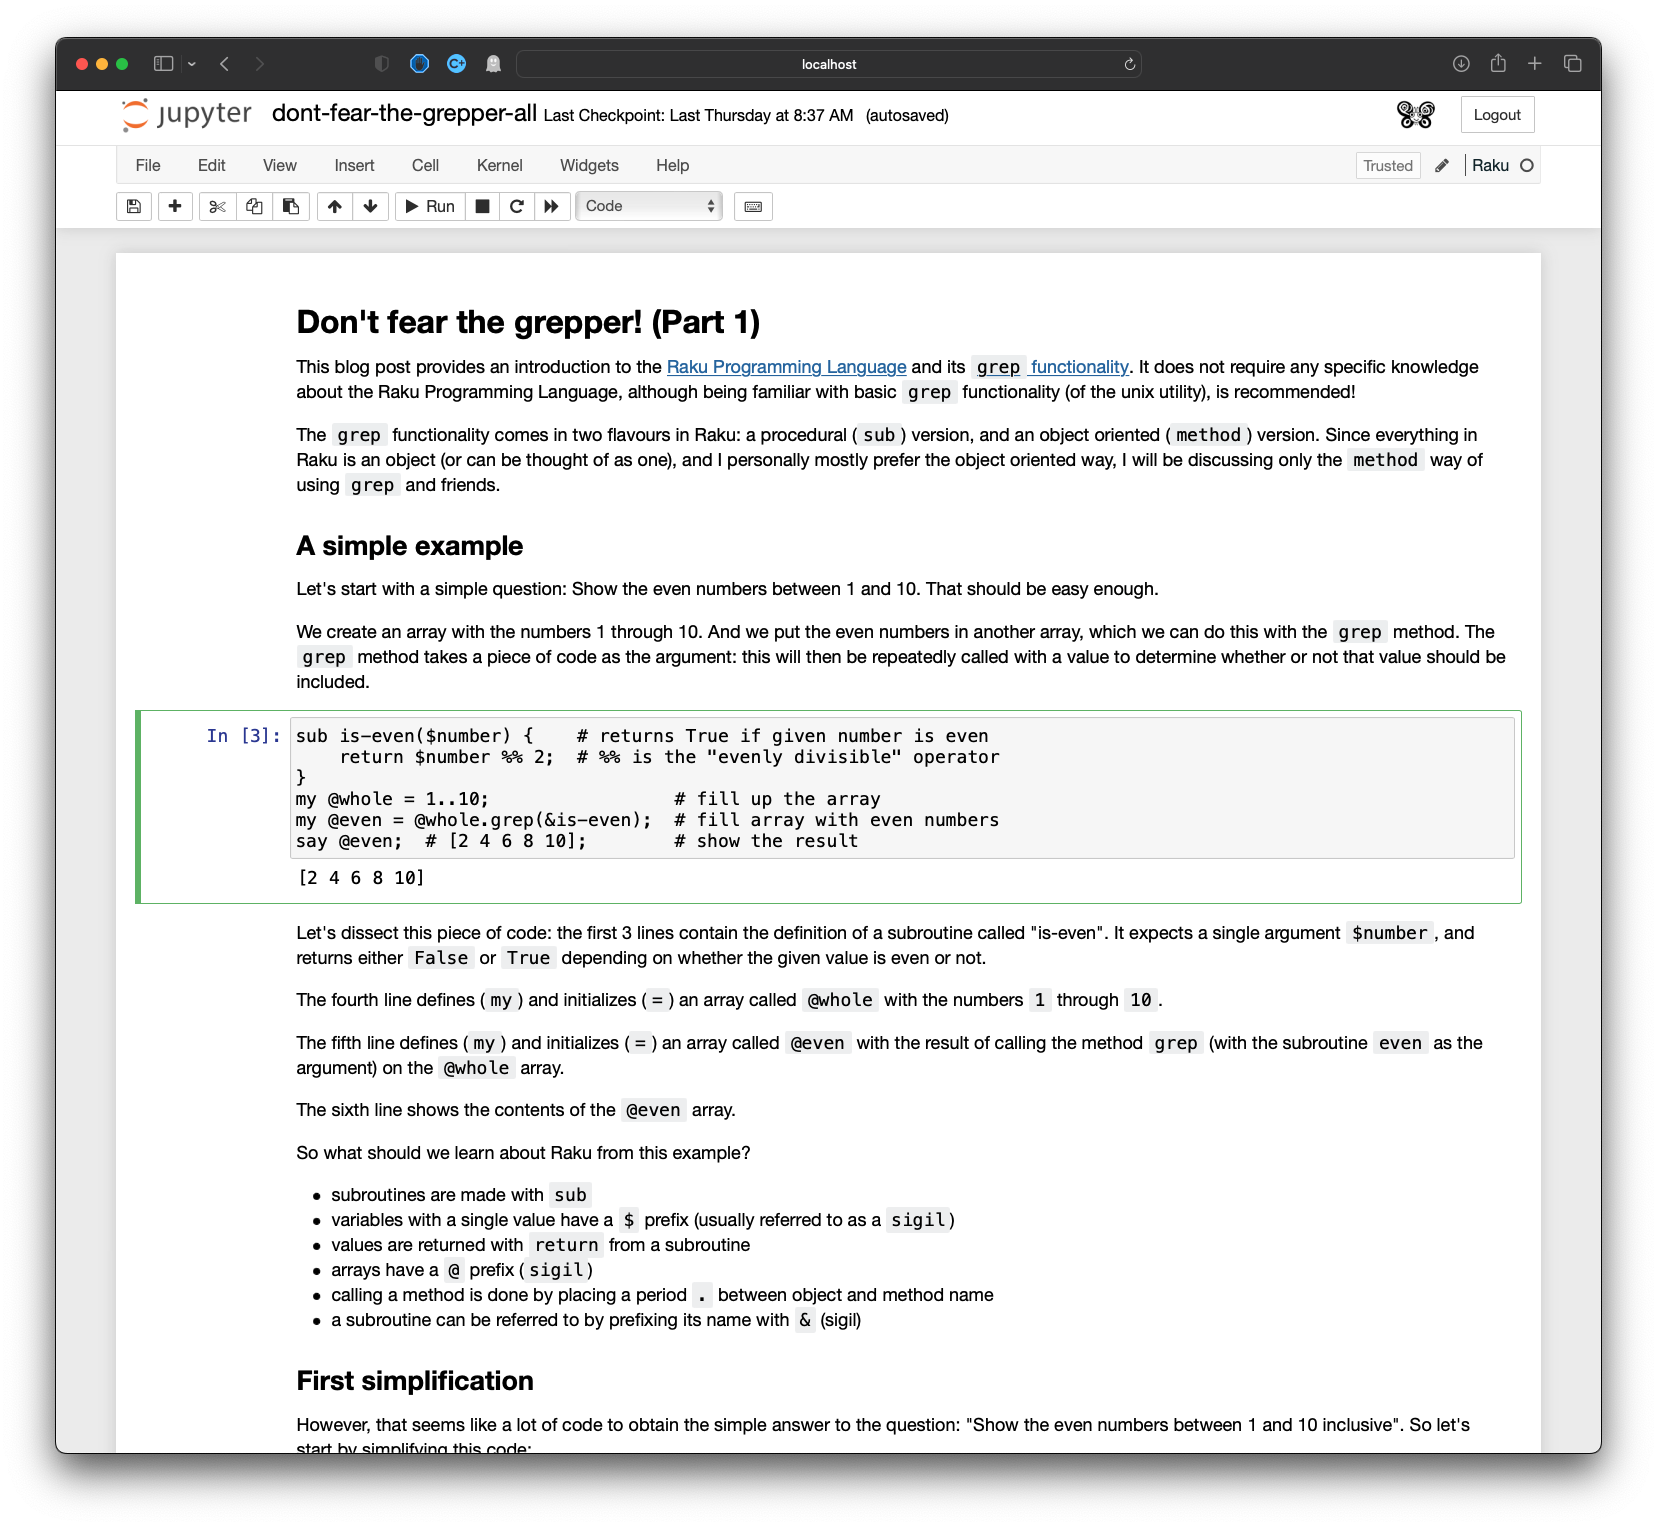 localhost
jupyter dont-fear-the-grepper-all Last Checkpoint: Last Thursday at 8:37 AM (autosaved) Logout
File Edit View Insert Cell Kernel Widgets Help Trusted Raku
Run Code
Don't fear the grepper! (Part 1)
This blog post provides an introduction to the Raku Programming Language and its grep functionality. It does not require any specific knowledge
about the Raku Programming Language, although being familiar with basic grep functionality (of the unix utility), is recommended!
The grep functionality comes in two flavours in Raku: a procedural ( sub ) version, and an object oriented ( method ) version. Since everything in
Raku is an object (or can be thought of as one), and I personally mostly prefer the object oriented way, I will be discussing only the method way of
using grep and friends.
A simple example
Let's start with a simple question: Show the even numbers between 1 and 10. That should be easy enough.
We create an array with the numbers 1 through 10. And we put the even numbers in another array, which we can do this with the grep method. The
grep method takes a piece of code as the argument: this will then be repeatedly called with a value to determine whether or not that value should be
included.
In [3]: sub is-even($number) {    # returns True if given number is even
    return $number %% 2;  # %% is the "evenly divisible" operator
}
my @whole = 1..10;                 # fill up the array
my @even = @whole.grep(&is-even);  # fill array with even numbers
say @even;  # [2 4 6 8 10];        # show the result
[2 4 6 8 10]
Let's dissect this piece of code: the first 3 lines contain the definition of a subroutine called "is-even". It expects a single argument $number , and
returns either False or True depending on whether the given value is even or not.
The fourth line defines ( my ) and initializes ( = ) an array called @whole with the numbers 1 through 10 .
The fifth line defines ( my ) and initializes ( = ) an array called @even with the result of calling the method grep (with the subroutine even as the
argument) on the @whole array.
The sixth line shows the contents of the @even array.
So what should we learn about Raku from this example?
• subroutines are made with sub
• variables with a single value have a $ prefix (usually referred to as a sigil )
• values are returned with return from a subroutine
• arrays have a @ prefix ( sigil )
• calling a method is done by placing a period . between object and method name
• a subroutine can be referred to by prefixing its name with & (sigil)
First simplification
However, that seems like a lot of code to obtain the simple answer to the question: "Show the even numbers between 1 and 10 inclusive". So let's
start by simplifying this code: